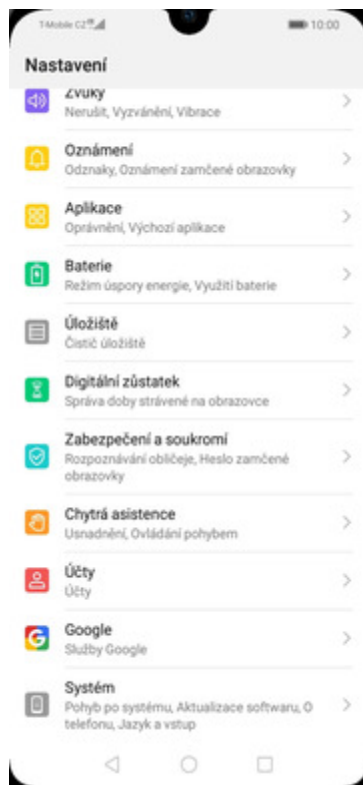 T-Mobile CZ
10:00
Nastavení
Zvuky
Nerušit, Vyzvánění, Vibrace
Oznámení
Odznaky, Oznámení zamčené obrazovky
Aplikace
Oprávnění, Výchozí aplikace
Baterie
Režim úspory energie, Využití baterie
Úložiště
Čistič úložiště
Digitální zůstatek
Správa doby strávené na obrazovce
Zabezpečení a soukromí
Rozpoznávání obličeje, Heslo zamčené
obrazovky
Chytrá asistence
Usnadnění, Ovládání pohybem
Účty
Účty
Google
Služby Google
Systém
Pohyb po systému, Aktualizace softwaru, O
telefonu, Jazyk a vstup